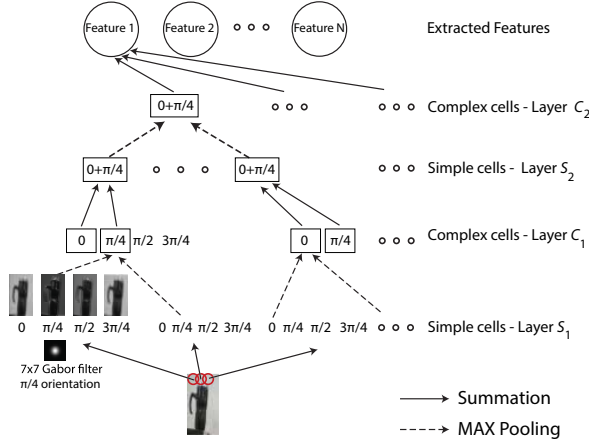 Feature 1 Feature 2 Feature N Extracted Features
0+π/4 Complex cells - Layer C2
0+π/4 0+π/4 Simple cells - Layer S2
0 π/4 π/2 3π/4 0 π/4 Complex cells - Layer C1
0 π/4 π/2 3π/4 0 π/4 π/2 3π/4 0 π/4 π/2 3π/4 Simple cells - Layer S1
7x7 Gabor filter
π/4 orientation
Summation
MAX Pooling